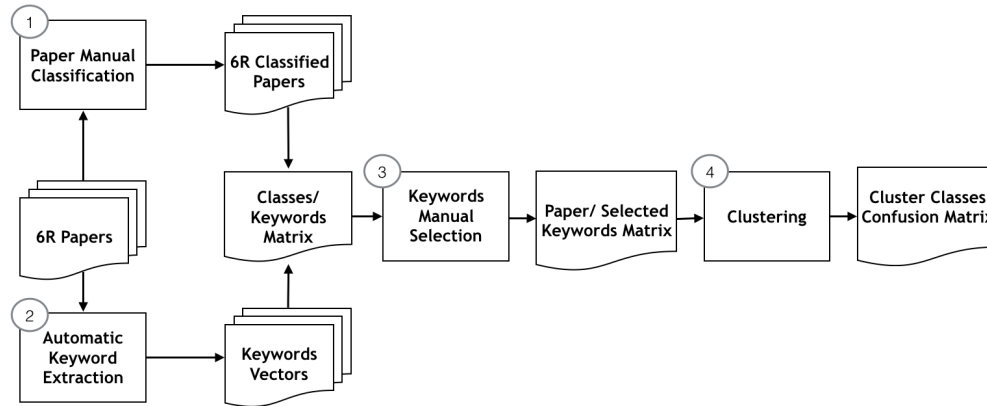 1
Paper Manual
Classification
6R Classified
Papers
6R Papers
Classes/
Keywords
Matrix
3
Keywords
Manual
Selection
Paper/ Selected
Keywords Matrix
4
Clustering
Cluster Classes
Confusion Matrix
2
Automatic
Keyword
Extraction
Keywords
Vectors